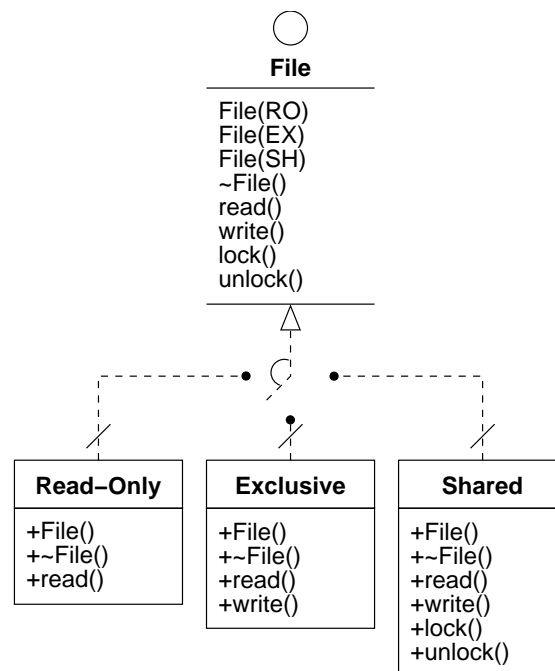 File
File(RO)
File(EX)
File(SH)
~File()
read()
write()
lock()
unlock()
Read–Only
+File()
+~File()
+read()
Exclusive
+File()
+~File()
+read()
+write()
Shared
+File()
+~File()
+read()
+write()
+lock()
+unlock()